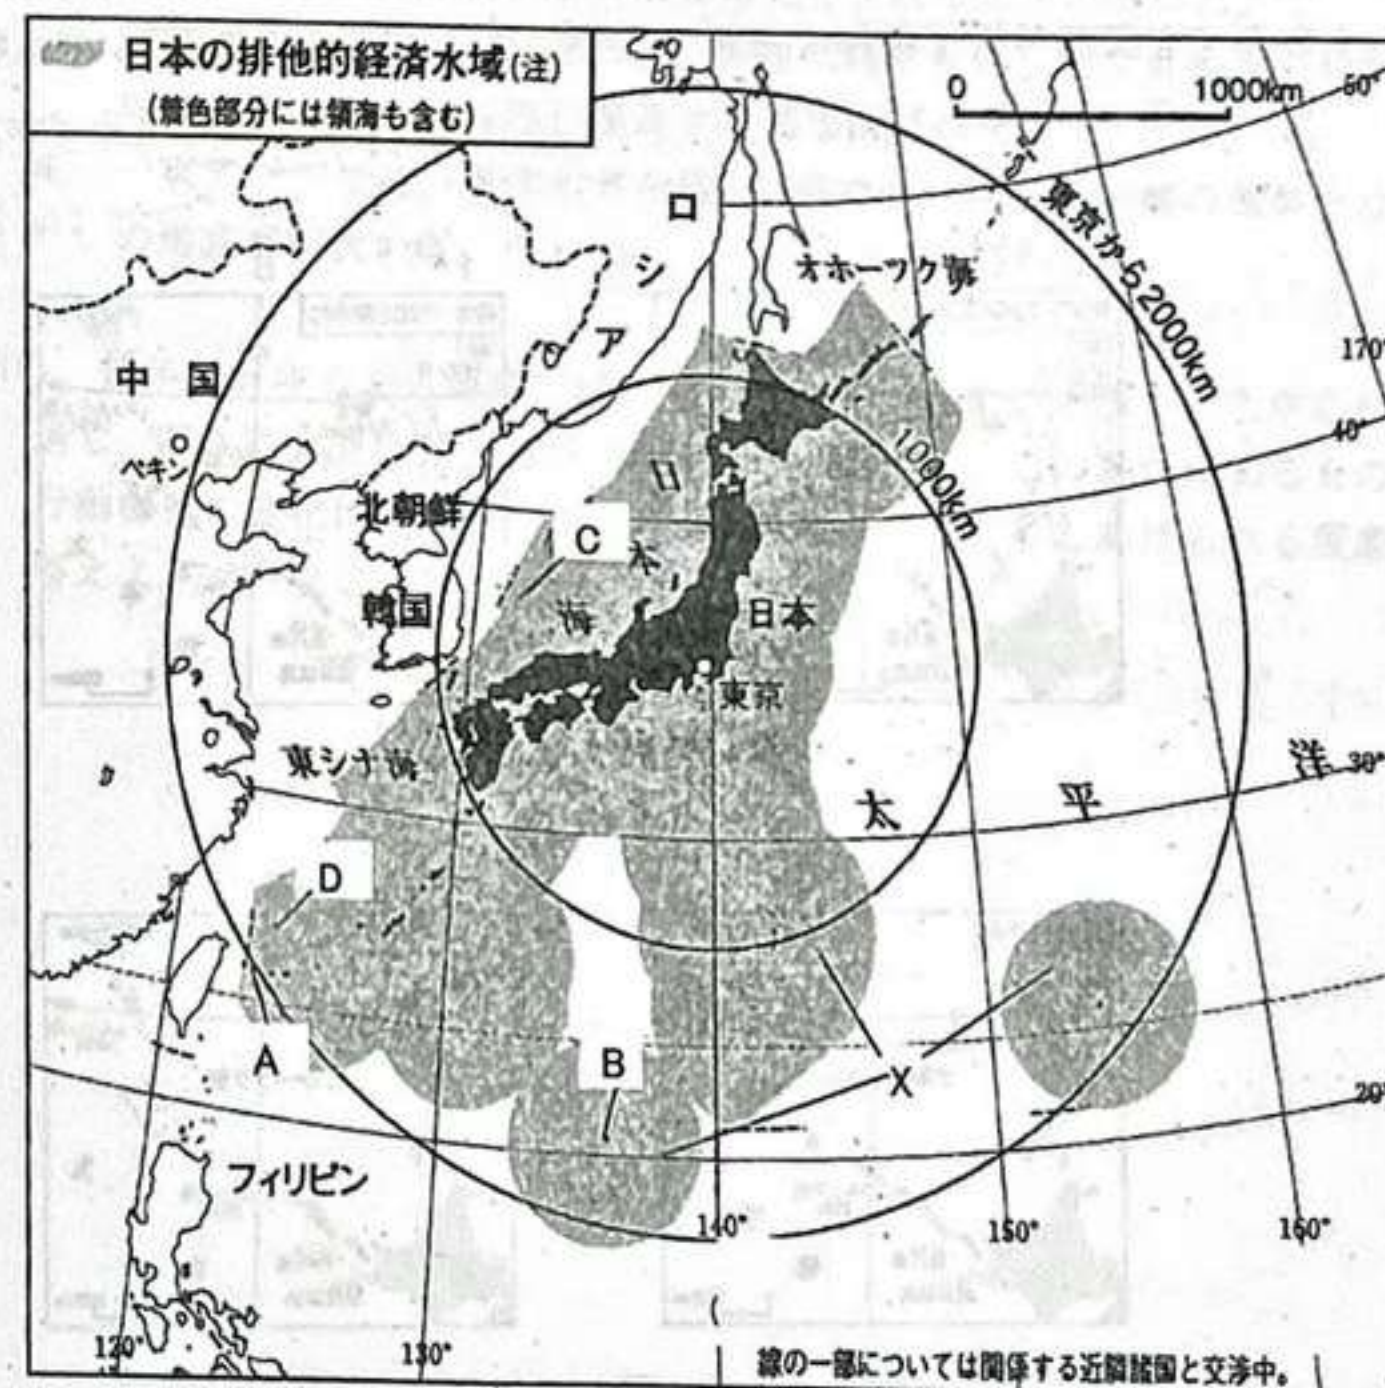 日本の排他的経済水域(注)
(着色部分には領海も含む)
0 1000km
50°
東京から2000km
ロ
シ
ア
オホーツク海
170°
中国
40°
ペキン
1000km
日
本
海
北朝鮮
C
韓国
日本
東京
東シナ海
太
平
洋
30°
D
A
B
X
20°
フィリピン
140°
150°
160°
120°
130°
線の一部については関係する近隣諸国と交渉中。